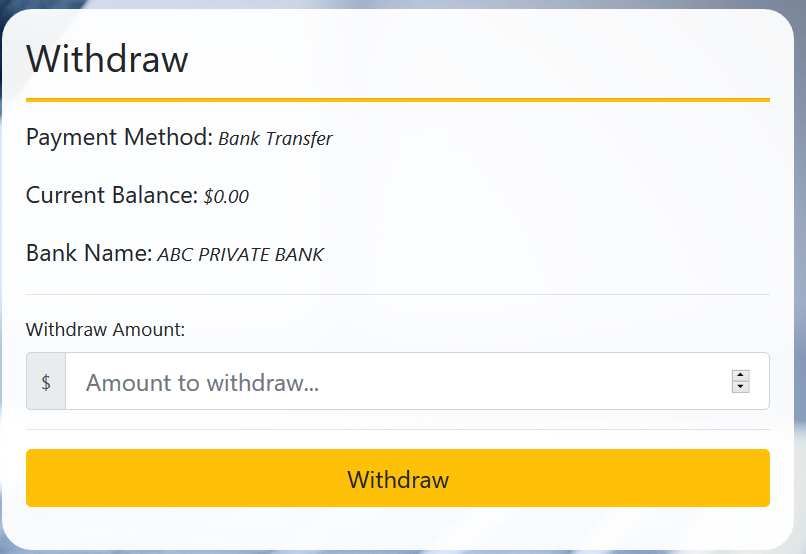 Withdraw
Payment Method: Bank Transfer
Current Balance: $0.00
Bank Name: ABC PRIVATE BANK
Withdraw Amount:
$ Amount to withdraw...
Withdraw